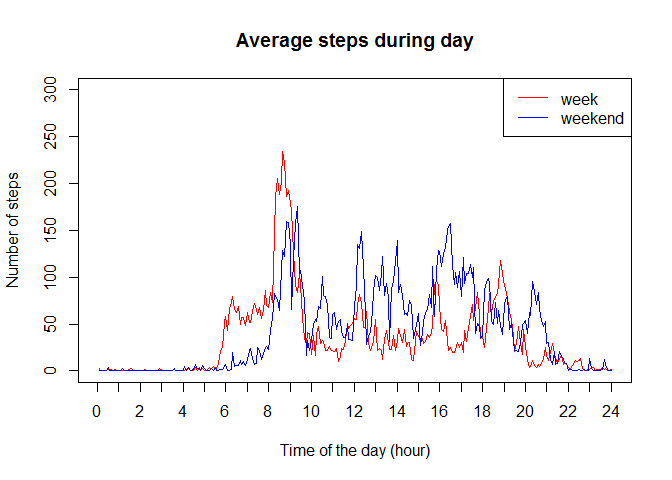 Average steps during day
Number of steps
300
250
200
150
100
50
0
week
weekend
0 2 4 6 8 10 12 14 16 18 20 22 24
Time of the day (hour)